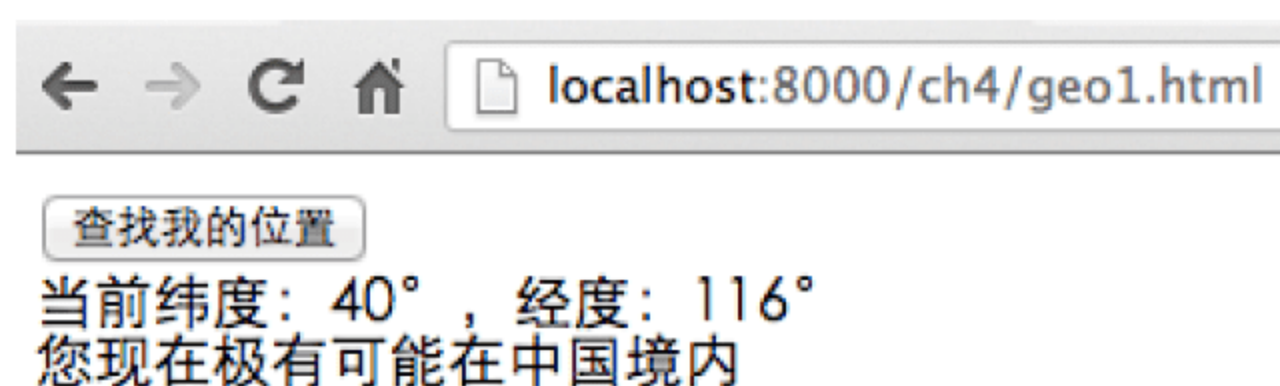 localhost:8000/ch4/geo1.html
查找我的位置
当前纬度：40°，经度：116°
您现在极有可能在中国境内